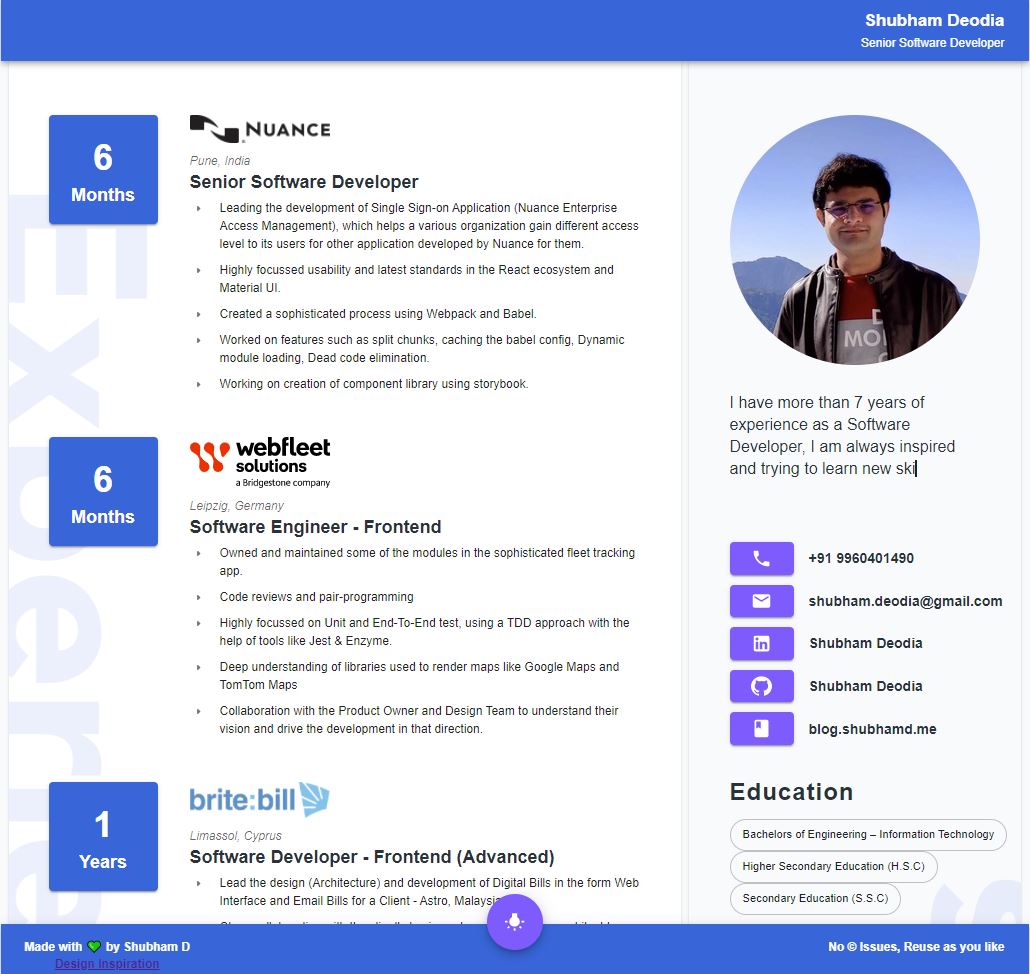 Shubham Deodia
Senior Software Developer
6
Months
NUANCE
Pune, India
Senior Software Developer
Leading the development of Single Sign-on Application (Nuance Enterprise
Access Management), which helps a various organization gain different access
level to its users for other application developed by Nuance for them.
Highly focussed usability and latest standards in the React ecosystem and
Material UI.
Created a sophisticated process using Webpack and Babel.
Worked on features such as split chunks, caching the babel config, Dynamic
module loading, Dead code elimination.
Working on creation of component library using storybook.
6
Months
webfleet
solutions
a Bridgestone company
Leipzig, Germany
Software Engineer - Frontend
Owned and maintained some of the modules in the sophisticated fleet tracking
app.
Code reviews and pair-programming
Highly focussed on Unit and End-To-End test, using a TDD approach with the
help of tools like Jest & Enzyme.
Deep understanding of libraries used to render maps like Google Maps and
TomTom Maps
Collaboration with the Product Owner and Design Team to understand their
vision and drive the development in that direction.
1
Years
brite:bill
Limassol, Cyprus
Software Developer - Frontend (Advanced)
Lead the design (Architecture) and development of Digital Bills in the form Web
Interface and Email Bills for a Client - Astro, Malaysia
Experience
I have more than 7 years of
experience as a Software
Developer, I am always inspired
and trying to learn new ski
+91 9960401490
shubham.deodia@gmail.com
Shubham Deodia
Shubham Deodia
blog.shubhamd.me
Education
Bachelors of Engineering – Information Technology
Higher Secondary Education (H.S.C)
Secondary Education (S.S.C)
Made with 💚 by Shubham D
Design Inspiration
No © Issues, Reuse as you like